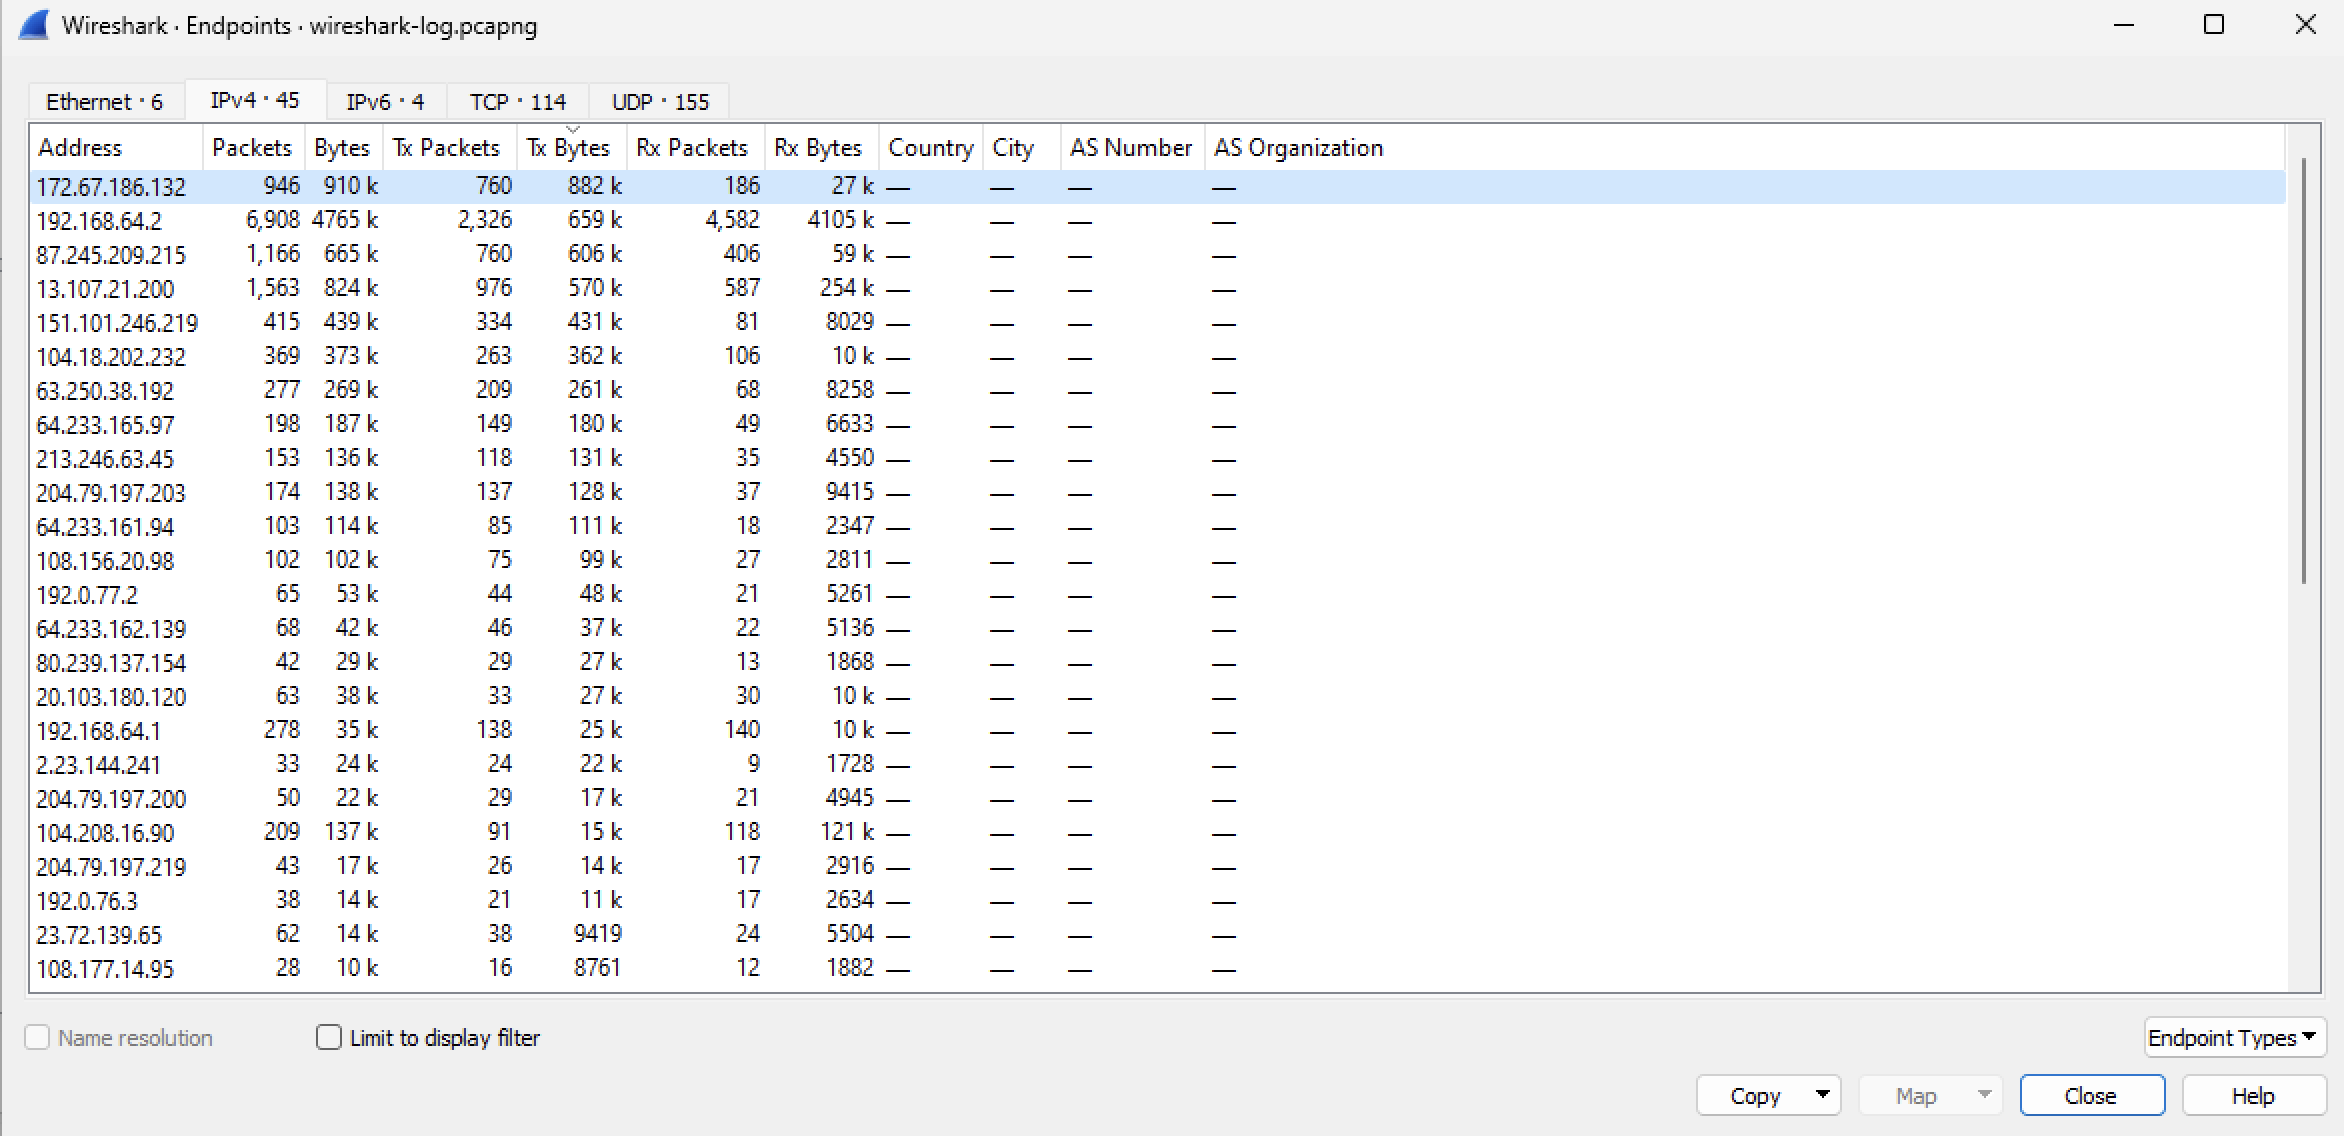 Wireshark · Endpoints · wireshark-log.pcapng
Ethernet · 6 IPv4 · 45 IPv6 · 4 TCP · 114 UDP · 155
Address Packets Bytes Tx Packets Tx Bytes Rx Packets Rx Bytes Country City AS Number AS Organization
172.67.186.132 946 910 k 760 882 k 186 27 k — — — —
192.168.64.2 6,908 4765 k 2,326 659 k 4,582 4105 k — — — —
87.245.209.215 1,166 665 k 760 606 k 406 59 k — — — —
13.107.21.200 1,563 824 k 976 570 k 587 254 k — — — —
151.101.246.219 415 439 k 334 431 k 81 8029 — — — —
104.18.202.232 369 373 k 263 362 k 106 10 k — — — —
63.250.38.192 277 269 k 209 261 k 68 8258 — — — —
64.233.165.97 198 187 k 149 180 k 49 6633 — — — —
213.246.63.45 153 136 k 118 131 k 35 4550 — — — —
204.79.197.203 174 138 k 137 128 k 37 9415 — — — —
64.233.161.94 103 114 k 85 111 k 18 2347 — — — —
108.156.20.98 102 102 k 75 99 k 27 2811 — — — —
192.0.77.2 65 53 k 44 48 k 21 5261 — — — —
64.233.162.139 68 42 k 46 37 k 22 5136 — — — —
80.239.137.154 42 29 k 29 27 k 13 1868 — — — —
20.103.180.120 63 38 k 33 27 k 30 10 k — — — —
192.168.64.1 278 35 k 138 25 k 140 10 k — — — —
2.23.144.241 33 24 k 24 22 k 9 1728 — — — —
204.79.197.200 50 22 k 29 17 k 21 4945 — — — —
104.208.16.90 209 137 k 91 15 k 118 121 k — — — —
204.79.197.219 43 17 k 26 14 k 17 2916 — — — —
192.0.76.3 38 14 k 21 11 k 17 2634 — — — —
23.72.139.65 62 14 k 38 9419 24 5504 — — — —
108.177.14.95 28 10 k 16 8761 12 1882 — — — —
Name resolution Limit to display filter Endpoint Types
Copy Map Close Help